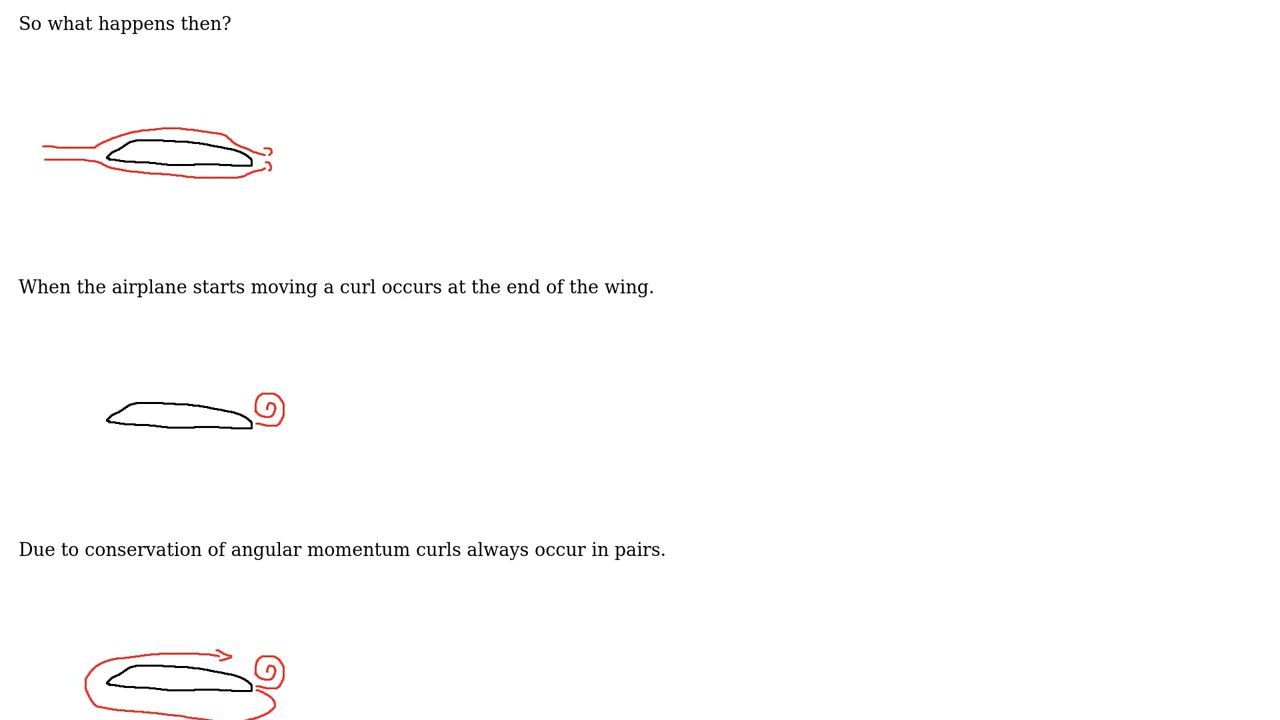 So what happens then?
When the airplane starts moving a curl occurs at the end of the wing.
Due to conservation of angular momentum curls always occur in pairs.